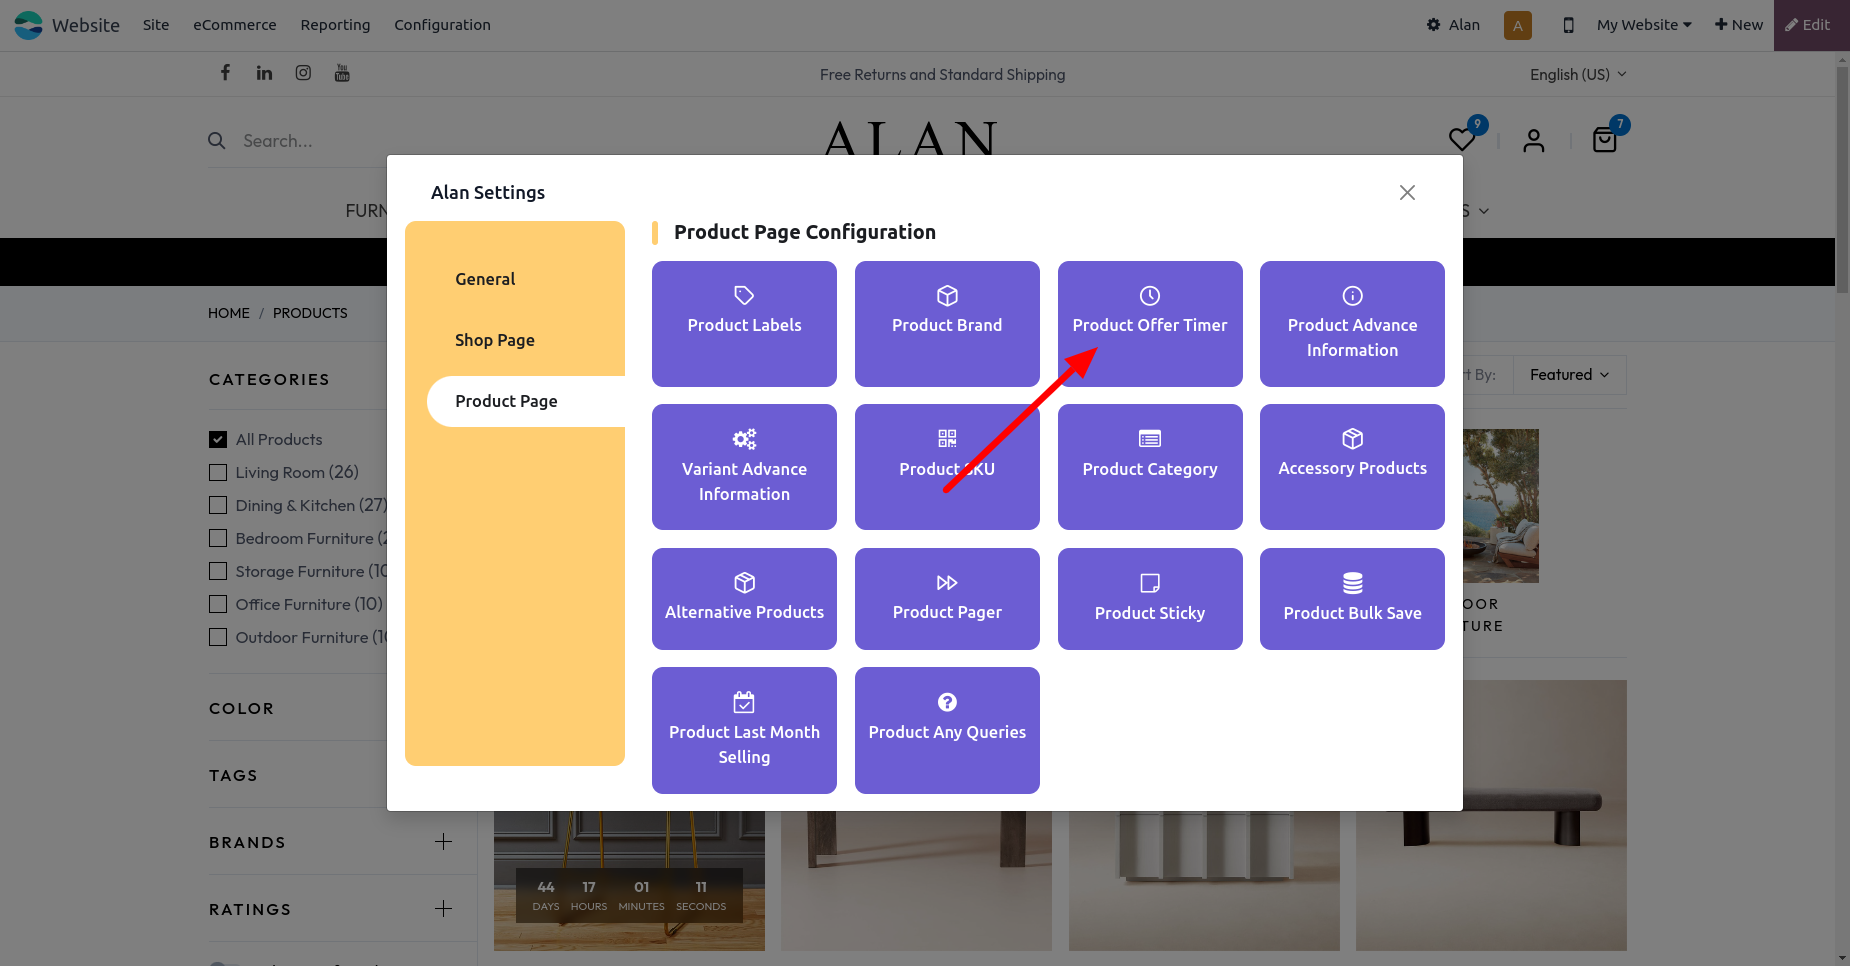 Website Site eCommerce Reporting Configuration Alan A My Website New Edit
Free Returns and Standard Shipping English (US)
Search... ALAN 9 7
Alan Settings
General
Shop Page
Product Page
Product Page Configuration
Product Labels
Product Brand
Product Offer Timer
Product Advance
Information
Variant Advance
Information
Product SKU
Product Category
Accessory Products
Alternative Products
Product Pager
Product Sticky
Product Bulk Save
Product Last Month
Selling
Product Any Queries
HOME / PRODUCTS
By: Featured
CATEGORIES
All Products
Living Room (26)
Dining & Kitchen (27)
Bedroom Furniture
Storage Furniture
Office Furniture (10)
Outdoor Furniture
COLOR
TAGS
BRANDS
RATINGS
44 17 01 11
DAYS HOURS MINUTES SECONDS